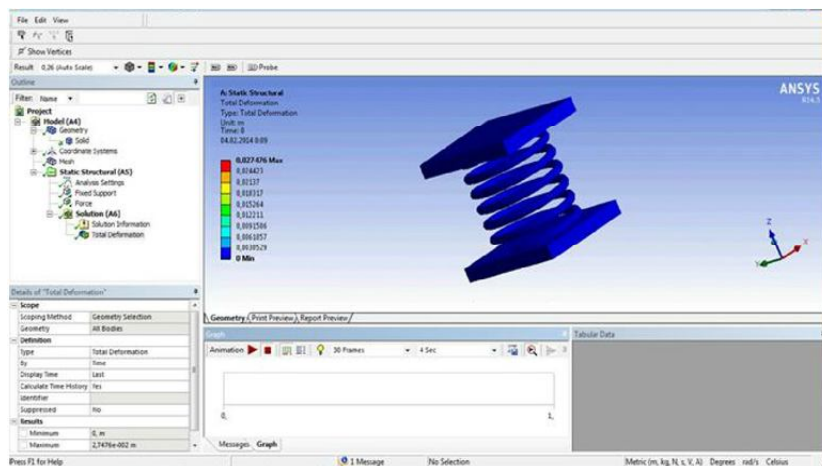 File Edit View
Show Vertices
Result 0,26 (Auto Scale)
Probe
Outline
Filter: Name
Project
Model (A4)
Geometry
Solid
Coordinate Systems
Mesh
Static Structural (A5)
Analysis Settings
Fixed Support
Force
Solution (A6)
Solution Information
Total Deformation
A: Static Structural
Total Deformation
Type: Total Deformation
Unit: m
04.02.2014
0,027476 Max
0,024423
0,02137
0,018317
0,015264
0,012211
0,0091586
0,0061057
0,0030529
0 Min
ANSYS
R14.5
Z
X
Y
Geometry Print Preview Report Preview
Details of "Total Deformation"
Scope
Scoping Method Geometry Selection
Geometry All Bodies
Definition
Type Total Deformation
By Time
Display Time Last
Calculate Time History Yes
Identifier
Suppressed No
Results
Minimum 0, m
Maximum 2,7476e-002 m
Graph
Animation 30 Frames 4 Sec
0, 1,
Messages Graph
Tabular Data
Press F1 for Help 1 Message No Selection Metric (m, kg, N, s, V, A) Degrees rad/s Celsius